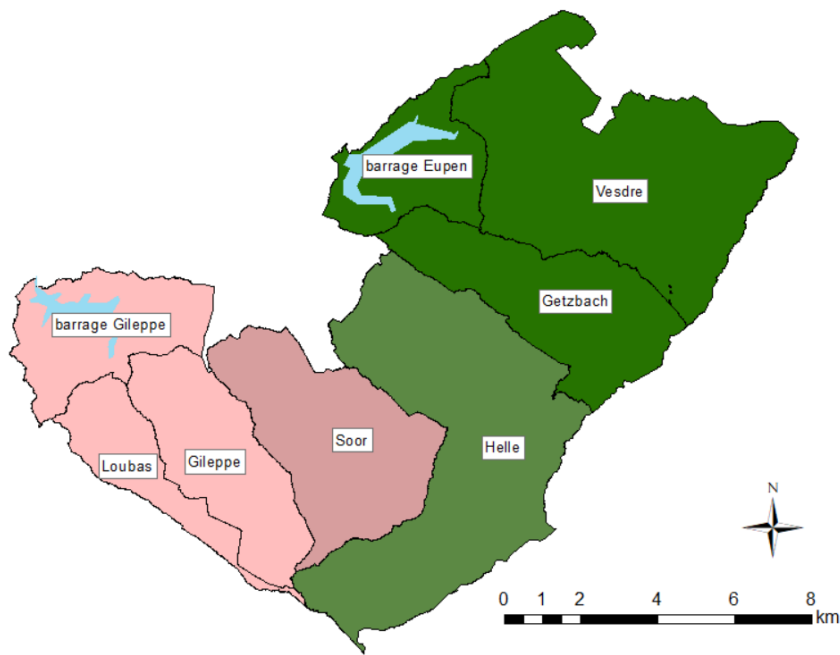 barrage Eupen
Vesdre
Getzbach
barrage Gileppe
Soor
Helle
Gileppe
Loubas
N
0 1 2 4 6 8
km